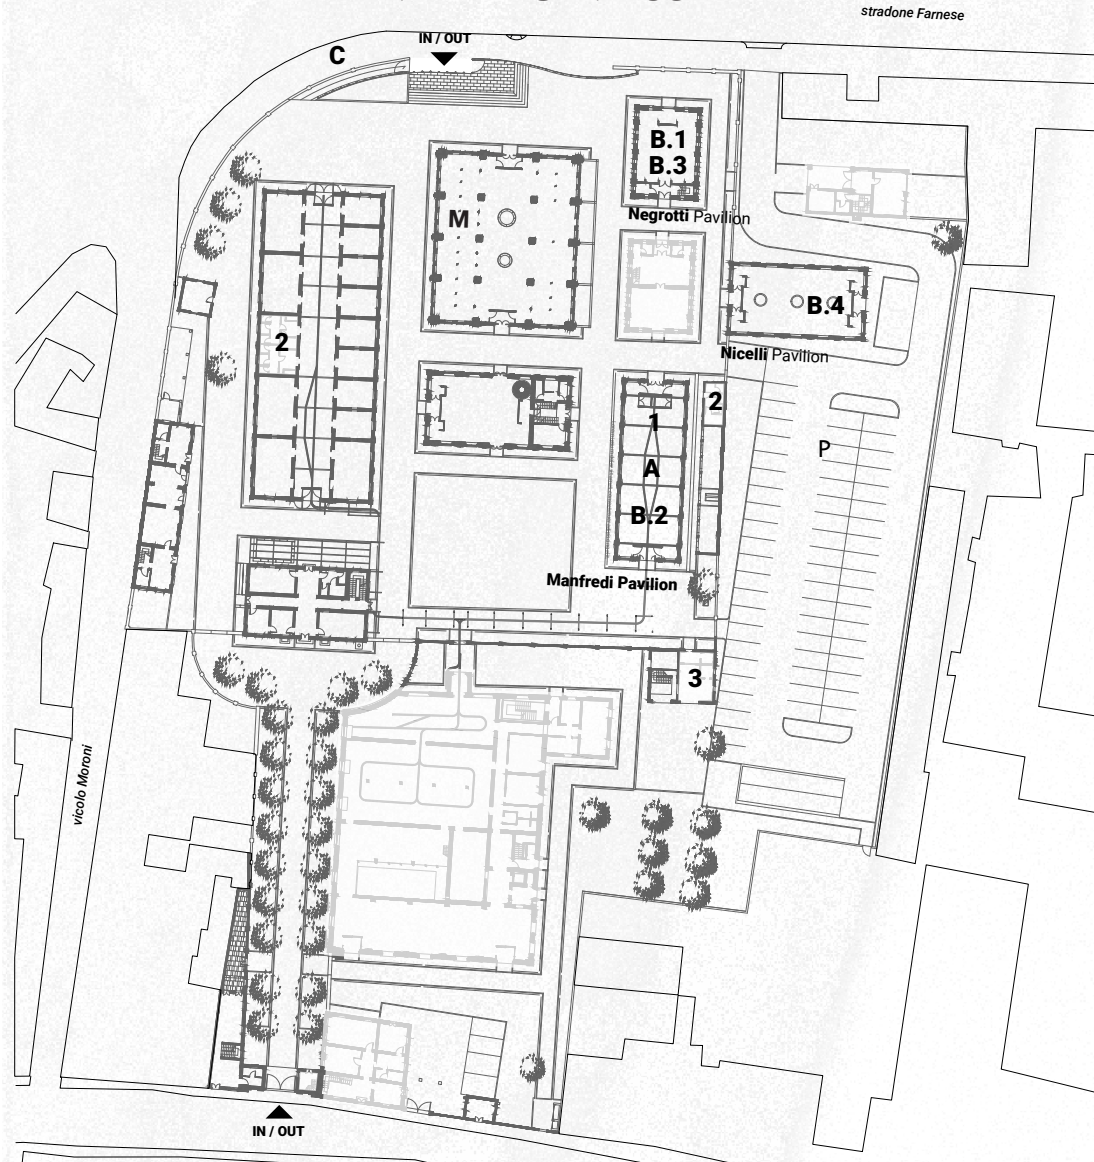 stradone Farnese
IN / OUT
C
B.1
B.3
M
Negrotti Pavilion
B.4
2
Nicelli Pavilion
2
1
P
A
B.2
Manfredi Pavilion
3
vicolo Moroni
IN / OUT